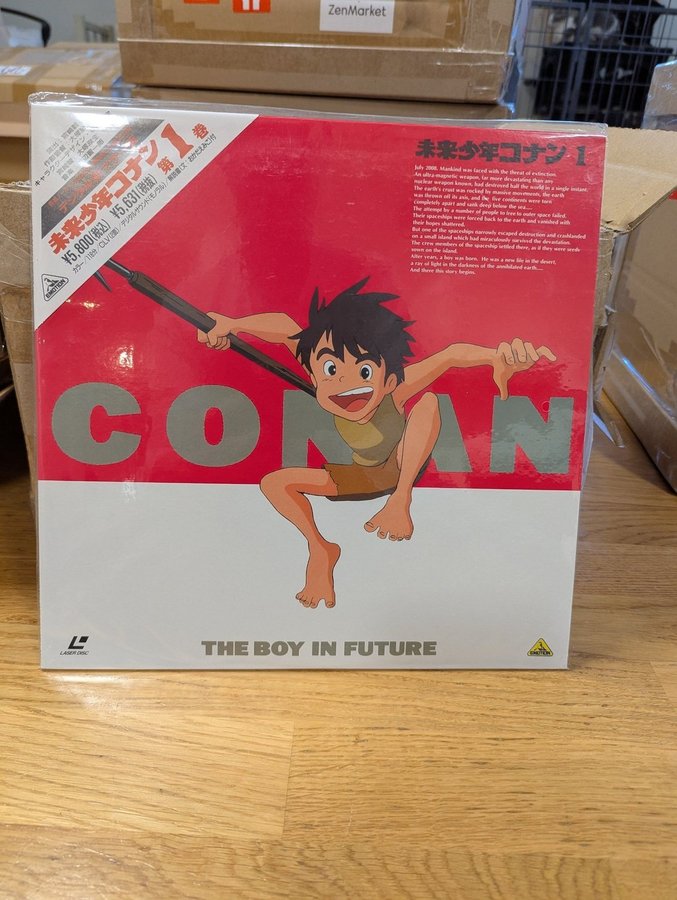 ZenMarket
未来少年コナン 第1巻
¥5,800(税込) ¥5,631(税抜)
EMOTION
未来少年コナン 1
July 2008. Mankind was faced with the threat of extinction.
An ultra-magnetic weapon, far more devastating than any
nuclear weapon known, had destroyed half the world in a single instant.
The earth's crust was rocked by massive movements, the earth
was thrown off its axis, and the five continents were torn
completely apart and sank deep below the sea....
The attempt by a number of people to flee to outer space failed.
Their spaceships were forced back to the earth and vanished with
their hopes shattered.
But one of the spaceships narrowly escaped destruction and crashlanded
on a small island which had miraculously survived the devastation.
The crew members of the spaceship settled there, as if they were seeds
sown on the island.
After years, a boy was born. He was a new life in the desert,
a ray of light in the darkness of the annihilated earth....
And there this story begins.
CONAN
THE BOY IN FUTURE
LASER DISC
EMOTION